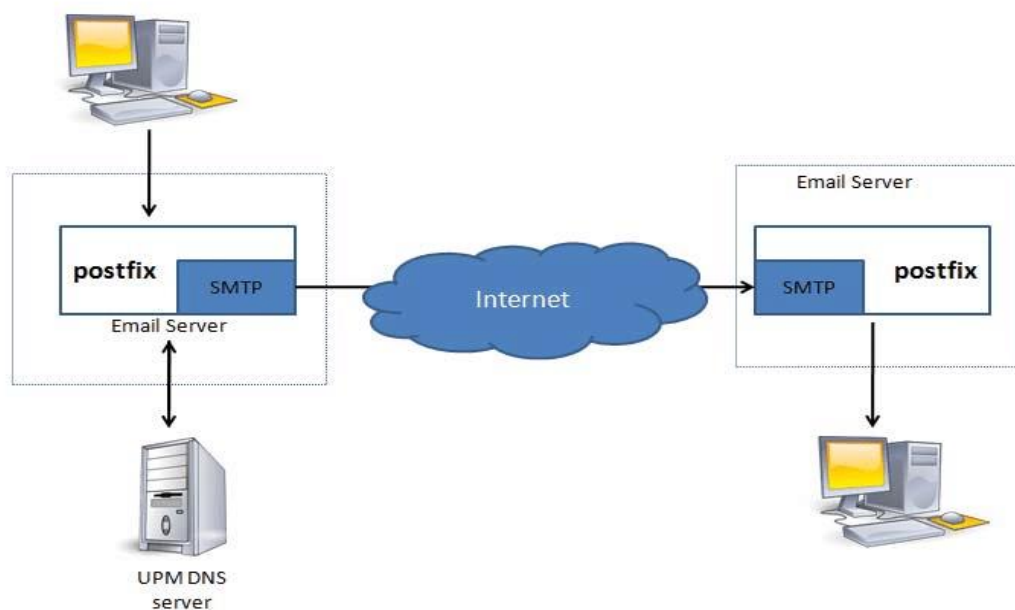 Email Server
postfix
SMTP
Email Server
Internet
SMTP
postfix
UPM DNS
server